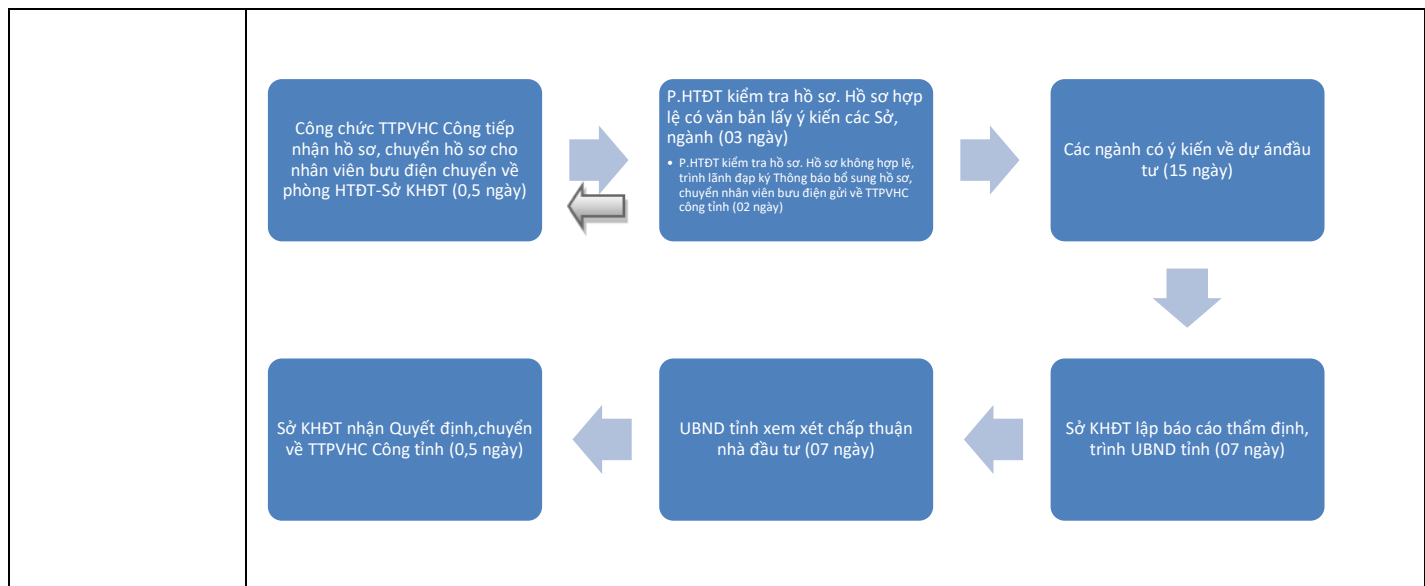 Công chức TTPVHC Công tiếp
nhận hồ sơ, chuyển hồ sơ cho
nhân viên bưu điện chuyển về
phòng HTĐT-Sở KHĐT (0,5 ngày)
P.HTĐT kiểm tra hồ sơ. Hồ sơ hợp
lệ có văn bản lấy ý kiến các Sở,
ngành (03 ngày)
• P.HTĐT kiểm tra hồ sơ. Hồ sơ không hợp lệ,
trình lãnh đạp ký Thông báo bổ sung hồ sơ,
chuyển nhân viên bưu điện gửi về TTPVHC
công tỉnh (02 ngày)
Các ngành có ý kiến về dự ánđầu
tư (15 ngày)
Sở KHĐT lập báo cáo thẩm định,
trình UBND tỉnh (07 ngày)
UBND tỉnh xem xét chấp thuận
nhà đầu tư (07 ngày)
Sở KHĐT nhận Quyết định,chuyển
về TTPVHC Công tỉnh (0,5 ngày)